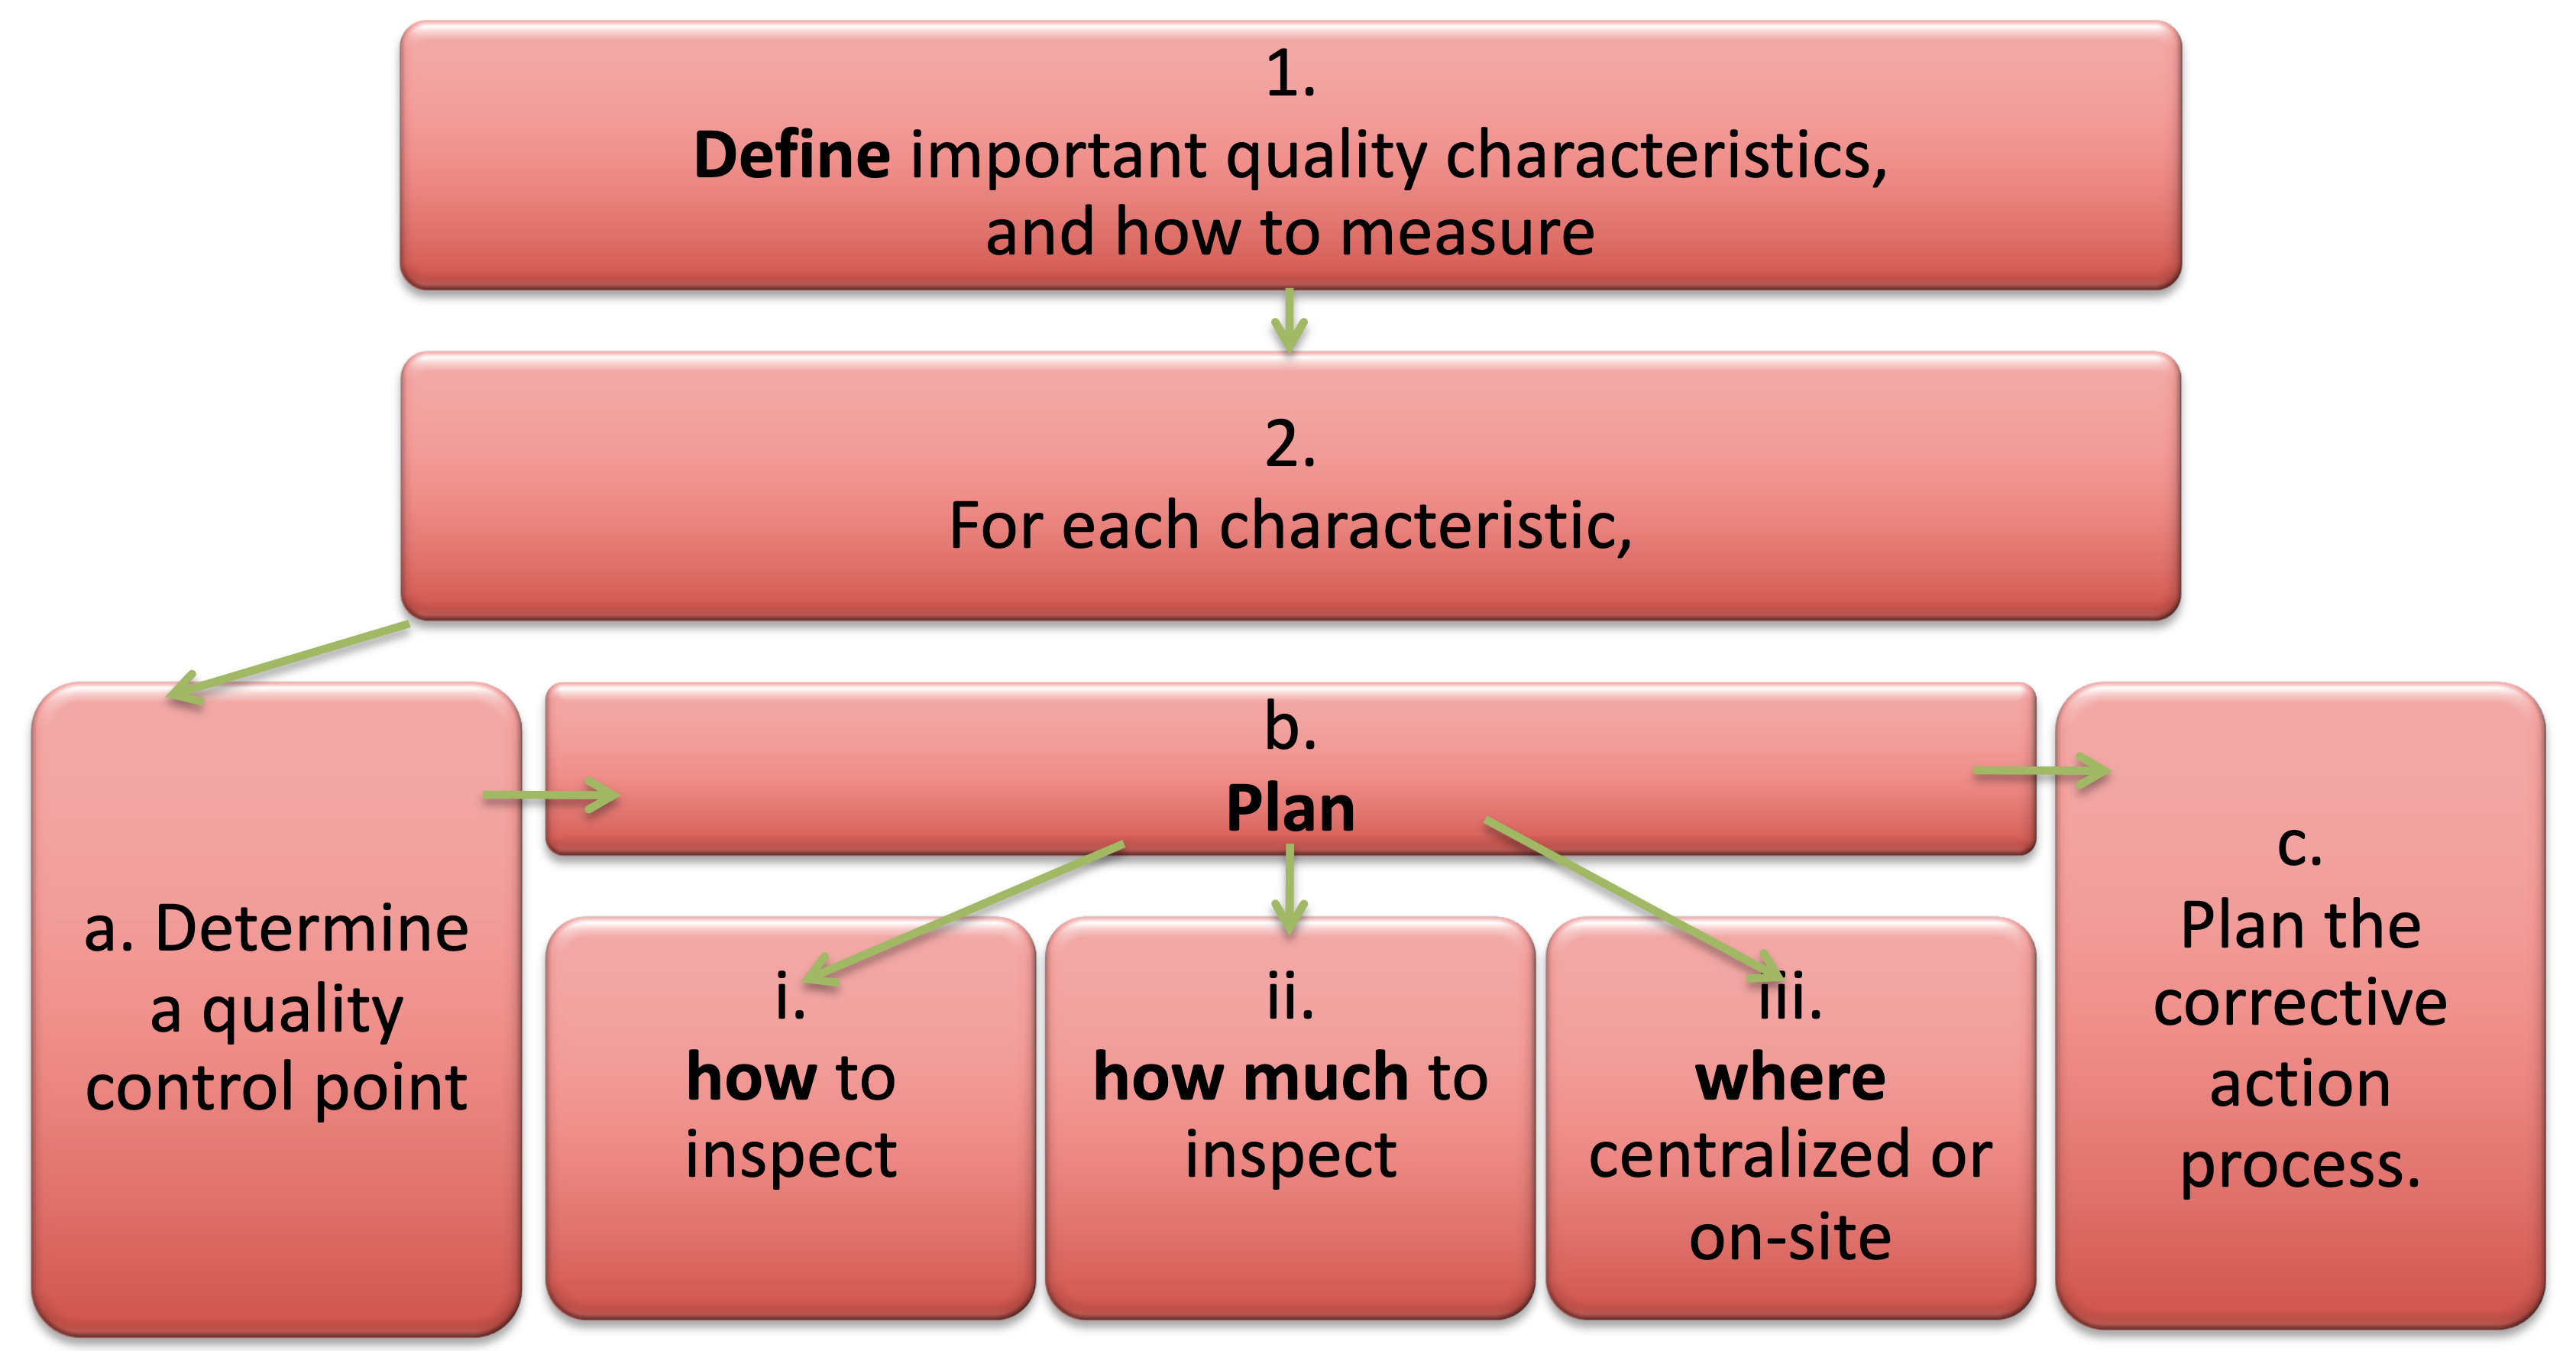 1.
Define important quality characteristics,
and how to measure
2.
For each characteristic,
a. Determine
a quality
control point
b.
Plan
i.
how to
inspect
ii.
how much to
inspect
iii.
where
centralized or
on-site
c.
Plan the
corrective
action
process.